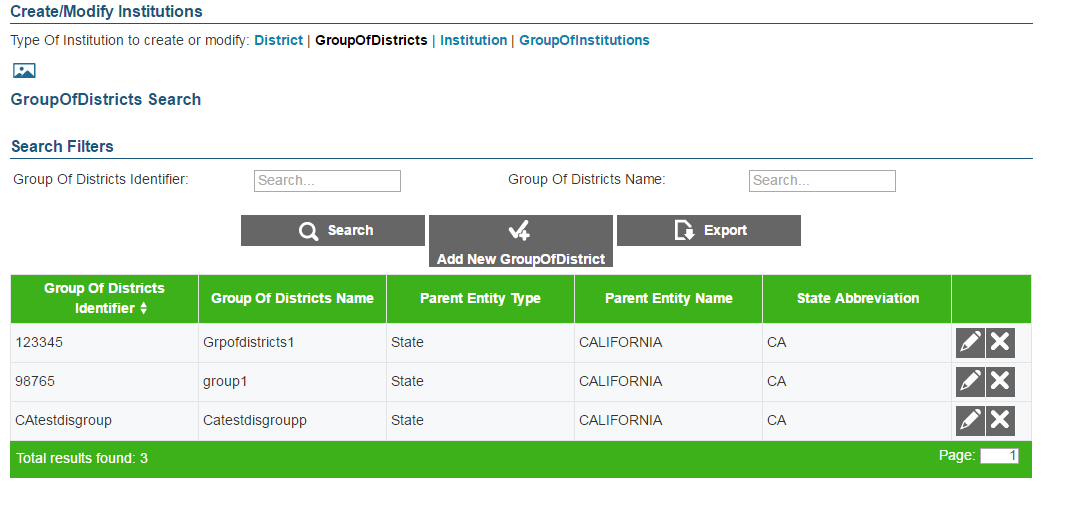 Create/Modify Institutions
Type Of Institution to create or modify: District | GroupOfDistricts | Institution | GroupOfInstitutions
GroupOfDistricts Search
Search Filters
Group Of Districts Identifier: Search... Group Of Districts Name: Search...
Search Add New GroupOfDistrict Export
Group Of Districts Identifier Group Of Districts Name Parent Entity Type Parent Entity Name State Abbreviation
123345 Grpofdistricts1 State CALIFORNIA CA
98765 group1 State CALIFORNIA CA
CAtestdisgroup Catestdisgroupp State CALIFORNIA CA
Total results found: 3 Page: 1